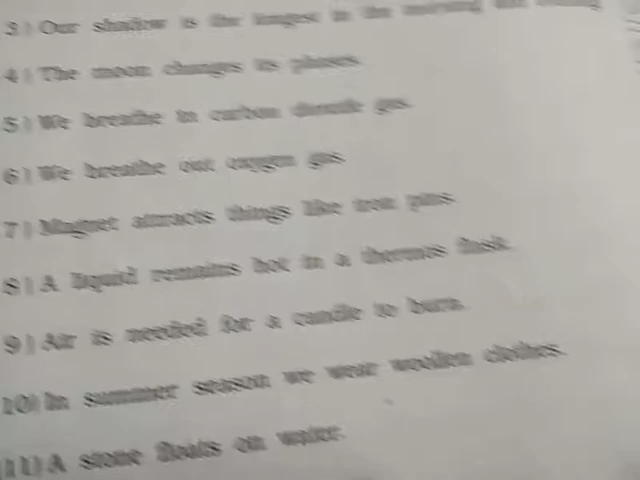 3) Our shadow is the longest in the morning and evening.
4) The moon changes its phases.
5) We breathe in carbon dioxide gas.
6) We breathe out oxygen gas.
7) Magnet attracts things like iron pins.
8) A liquid remains hot in a thermos flask.
9) Air is needed for a candle to burn.
10) In summer season we wear woollen clothes.
11) A stone floats on water.